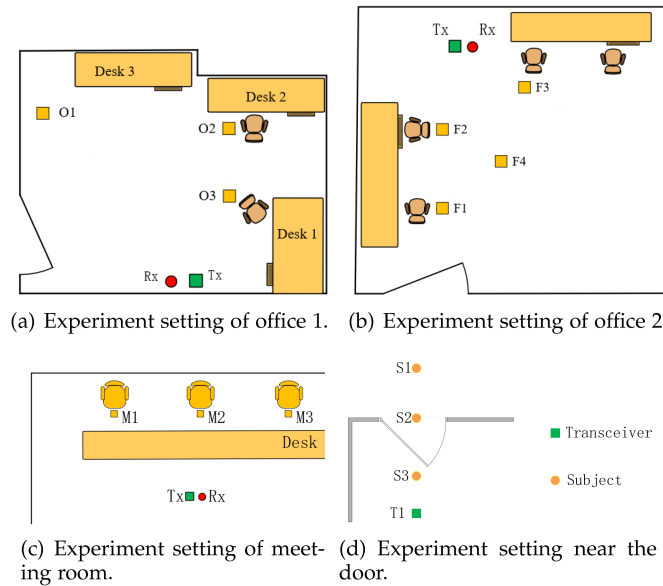 Desk 3
O1
Desk 2
O2
O3
Desk 1
Rx
Tx
(a) Experiment setting of office 1.
Tx
Rx
F3
F2
F4
F1
(b) Experiment setting of office 2
M1
M2
M3
Desk
Tx
Rx
(c) Experiment setting of meet-
ing room.
S1
S2
S3
T1
Transceiver
Subject
(d) Experiment setting near the
door.